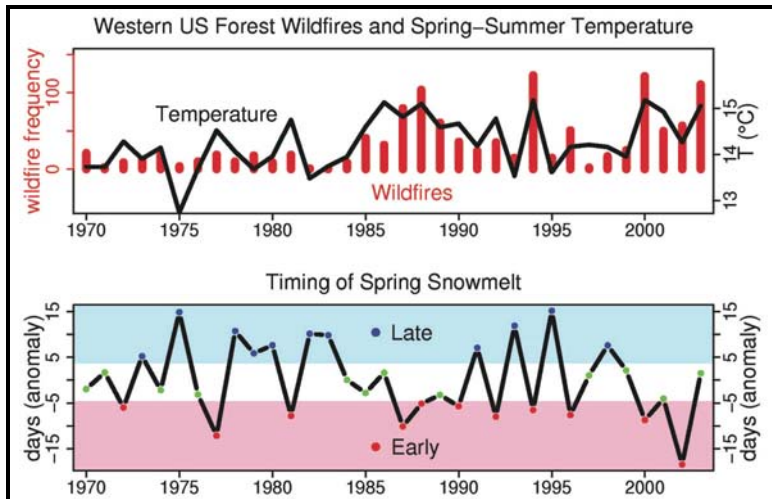 Western US Forest Wildfires and Spring–Summer Temperature
wildfire frequency
100
0
Temperature
Wildfires
15
14
13
T (°C)
1970 1975 1980 1985 1990 1995 2000
Timing of Spring Snowmelt
days (anomaly)
15
5
−5
−15
Late
Early
15
5
−5
−15
days (anomaly)
1970 1975 1980 1985 1990 1995 2000